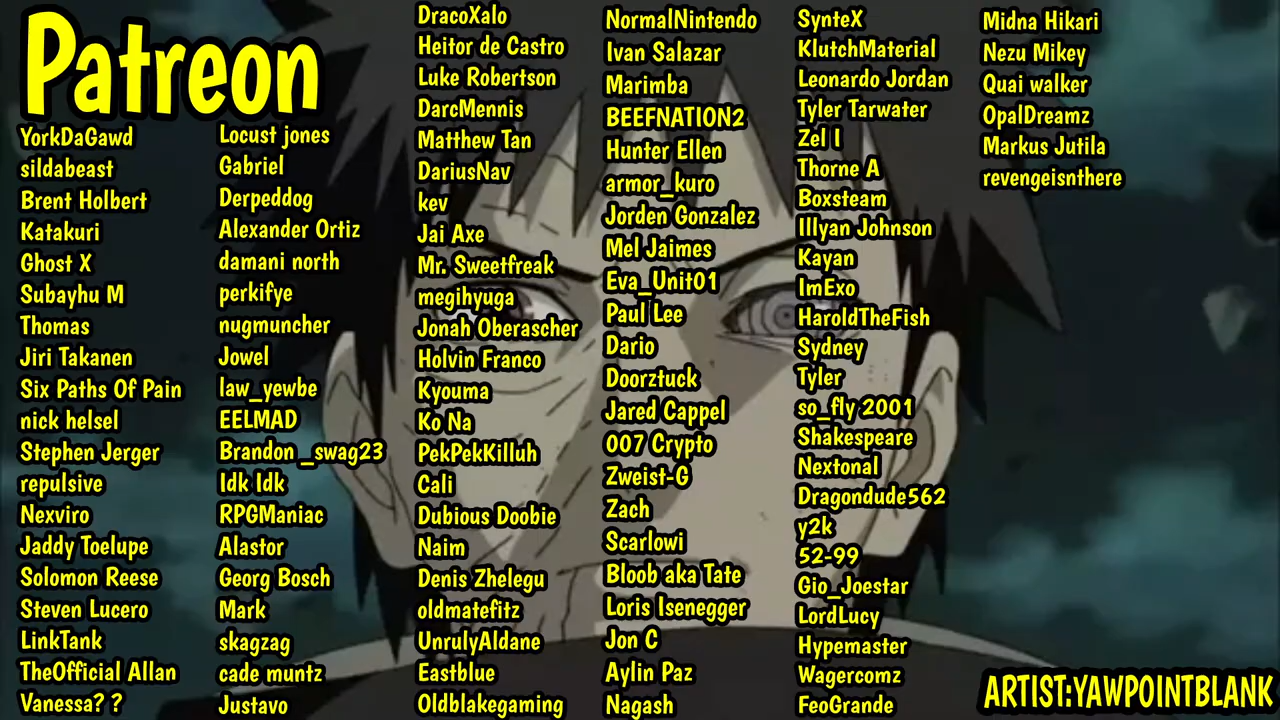 Patreon
YorkDaGawd
sildabeast
Brent Holbert
Katakuri
Ghost X
Subayhu M
Thomas
Jiri Takanen
Six Paths Of Pain
nick helsel
Stephen Jerger
repulsive
Nexviro
Jaddy Toelupe
Solomon Reese
Steven Lucero
LinkTank
TheOfficial Allan
Vanessa? ?
Locust jones
Gabriel
Derpeddog
Alexander Ortiz
damani north
perkifye
nugmuncher
Jowel
law_yewbe
EELMAD
Brandon _swag23
Idk Idk
RPGManiac
Alastor
Georg Bosch
Mark
skagzag
cade muntz
Justavo
DracoXalo
Heitor de Castro
Luke Robertson
DarcMennis
Matthew Tan
DariusNav
kev
Jai Axe
Mr. Sweetfreak
megihyuga
Jonah Oberascher
Holvin Franco
Kyouma
Ko Na
PekPekKilluh
Cali
Dubious Doobie
Naim
Denis Zhelegu
oldmatefitz
UnrulyAldane
Eastblue
Oldblakegaming
NormalNintendo
Ivan Salazar
Marimba
BEEFNATION2
Hunter Ellen
armor_kuro
Jorden Gonzalez
Mel Jaimes
Eva_Unit01
Paul Lee
Dario
Doorztuck
Jared Cappel
007 Crypto
Zweist-G
Zach
Scarlowi
Bloob aka Tate
Loris Isenegger
Jon C
Aylin Paz
Nagash
SynteX
KlutchMaterial
Leonardo Jordan
Tyler Tarwater
Zel I
Thorne A
Boxsteam
Illyan Johnson
Kayan
ImExo
HaroldTheFish
Sydney
Tyler
so_fly 2001
Shakespeare
Nextonal
Dragondude562
y2k
52-99
Gio_Joestar
LordLucy
Hypemaster
Wagercomz
FeoGrande
Midna Hikari
Nezu Mikey
Quai walker
OpalDreamz
Markus Jutila
revengeisnthere
ARTIST:YAWPOINTBLANK